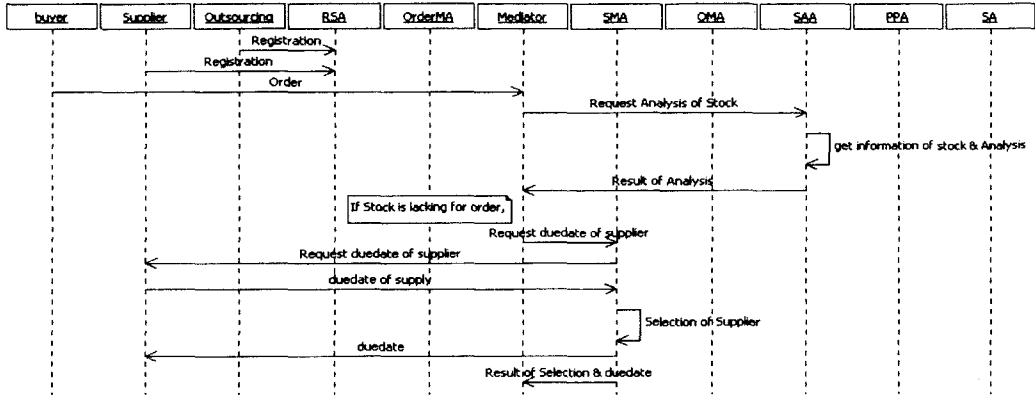 buyer Supplier Outsourcing RSA OrderMA Mediator SMA OMA SAA PPA SA
Registration
Registration
Order
Request Analysis of Stock
get information of stock & Analysis
Result of Analysis
If Stock is lacking for order,
Request duedate of supplier
Request duedate of supplier
duedate of supply
Selection of Supplier
duedate
Result of Selection & duedate